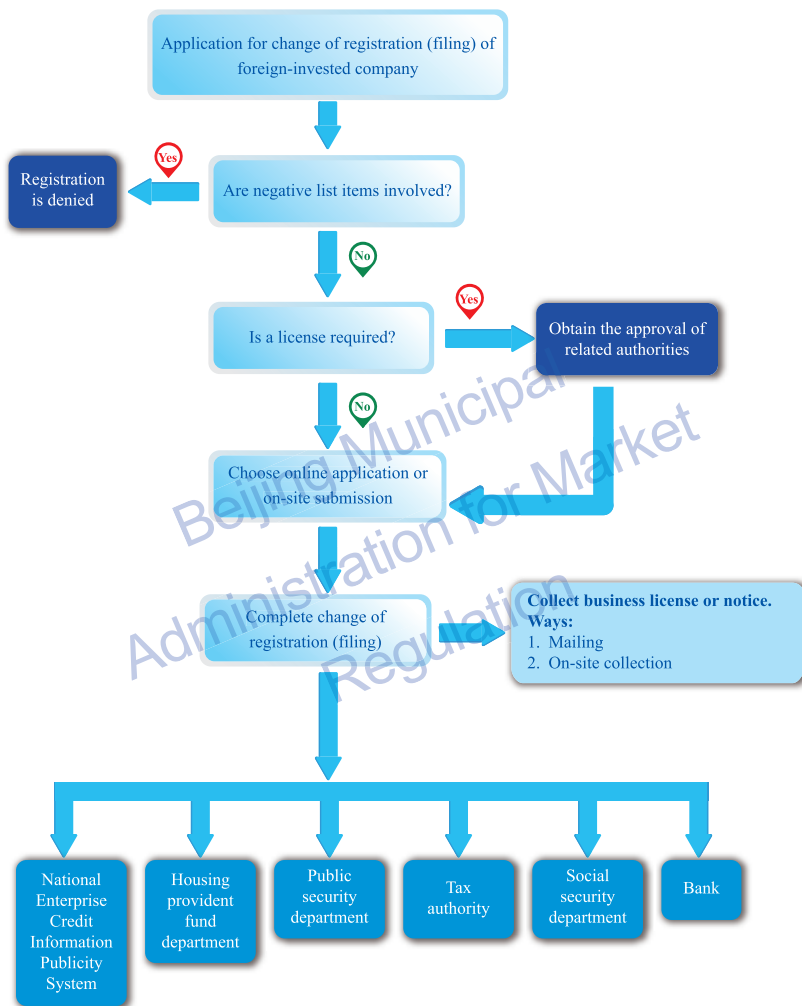 Application for change of registration (filing) of
foreign-invested company
Yes
Registration
is denied
Are negative list items involved?
No
Yes
Is a license required?
Obtain the approval of
related authorities
No
Choose online application or
on-site submission
Complete change of
registration (filing)
Collect business license or notice.
Ways:
1. Mailing
2. On-site collection
Beijing Municipal
Administration for Market
Regulation
National
Enterprise
Credit
Information
Publicity
System
Housing
provident
fund
department
Public
security
department
Tax
authority
Social
security
department
Bank